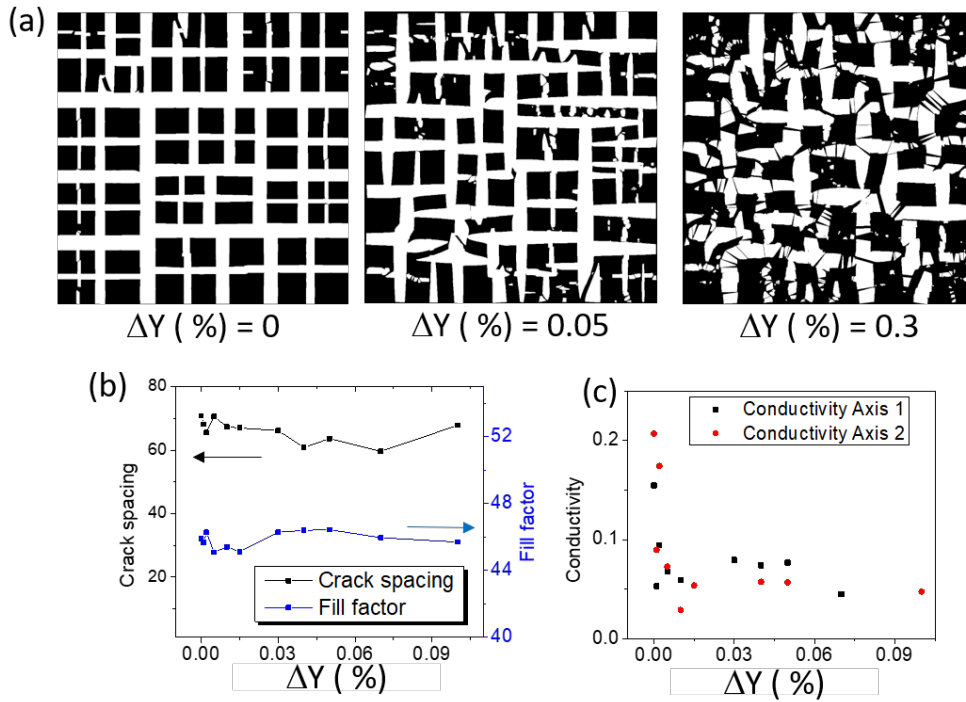 (a)
ΔY ( %) = 0
ΔY ( %) = 0.05
ΔY ( %) = 0.3
(b)
80
60
40
20
Crack spacing
52
48
44
40
Fill factor
Crack spacing
Fill factor
0.00
0.03
0.06
0.09
ΔY ( %)
(c)
0.2
0.1
0.0
Conductivity
Conductivity Axis 1
Conductivity Axis 2
0.00
0.03
0.06
0.09
ΔY ( %)